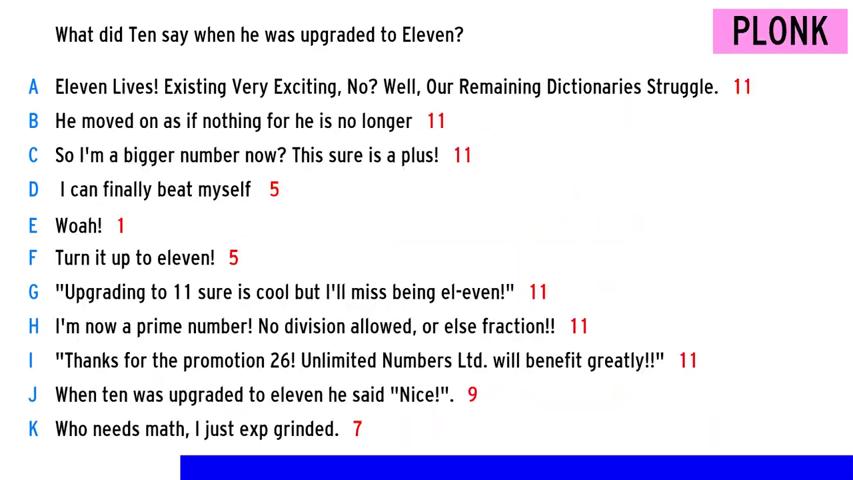 What did Ten say when he was upgraded to Eleven?
PLONK
A Eleven Lives! Existing Very Exciting, No? Well, Our Remaining Dictionaries Struggle. 11
B He moved on as if nothing for he is no longer 11
C So I'm a bigger number now? This sure is a plus! 11
D I can finally beat myself 5
E Woah! 1
F Turn it up to eleven! 5
G "Upgrading to 11 sure is cool but I'll miss being el-even!" 11
H I'm now a prime number! No division allowed, or else fraction!! 11
I "Thanks for the promotion 26! Unlimited Numbers Ltd. will benefit greatly!!" 11
J When ten was upgraded to eleven he said "Nice!". 9
K Who needs math, I just exp grinded. 7